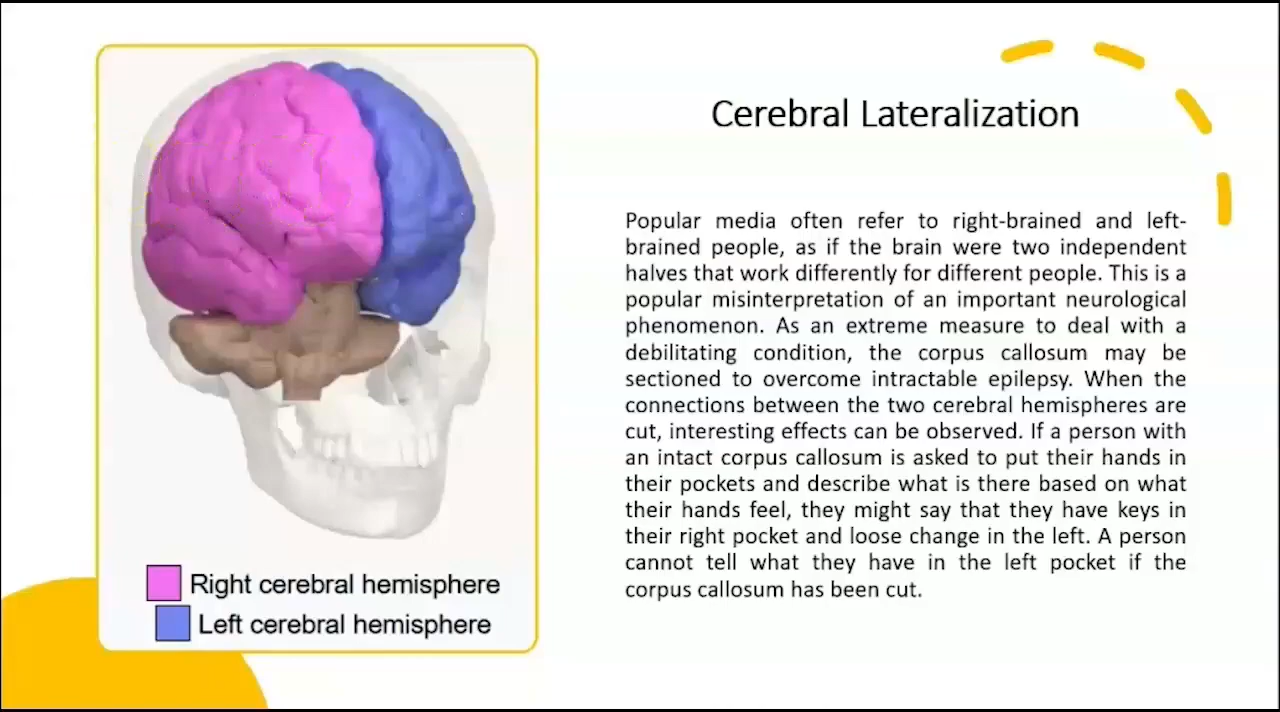 Cerebral Lateralization
Popular media often refer to right-brained and left-
brained people, as if the brain were two independent
halves that work differently for different people. This is a
popular misinterpretation of an important neurological
phenomenon. As an extreme measure to deal with a
debilitating condition, the corpus callosum may be
sectioned to overcome intractable epilepsy. When the
connections between the two cerebral hemispheres are
cut, interesting effects can be observed. If a person with
an intact corpus callosum is asked to put their hands in
their pockets and describe what is there based on what
their hands feel, they might say that they have keys in
their right pocket and loose change in the left. A person
cannot tell what they have in the left pocket if the
corpus callosum has been cut.
Right cerebral hemisphere
Left cerebral hemisphere